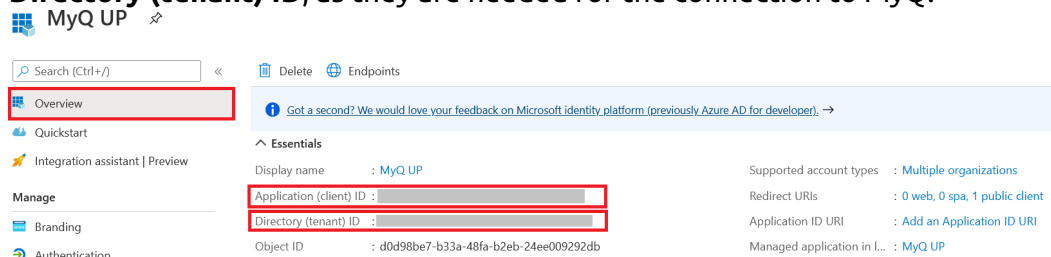 Directory (tenant) ID, as they are needed for the connection to MyQ.
MyQ UP
Search (Ctrl+/)
«
Delete
Endpoints
Overview
Got a second? We would love your feedback on Microsoft identity platform (previously Azure AD for developer). →
Quickstart
Essentials
Integration assistant | Preview
Display name : MyQ UP
Supported account types : Multiple organizations
Manage
Application (client) ID :
Redirect URIs : 0 web, 0 spa, 1 public client
Branding
Directory (tenant) ID :
Application ID URI : Add an Application ID URI
Authentication
Object ID : d0d98be7-b33a-48fa-b2eb-24ee009292db
Managed application in l... : MyQ UP